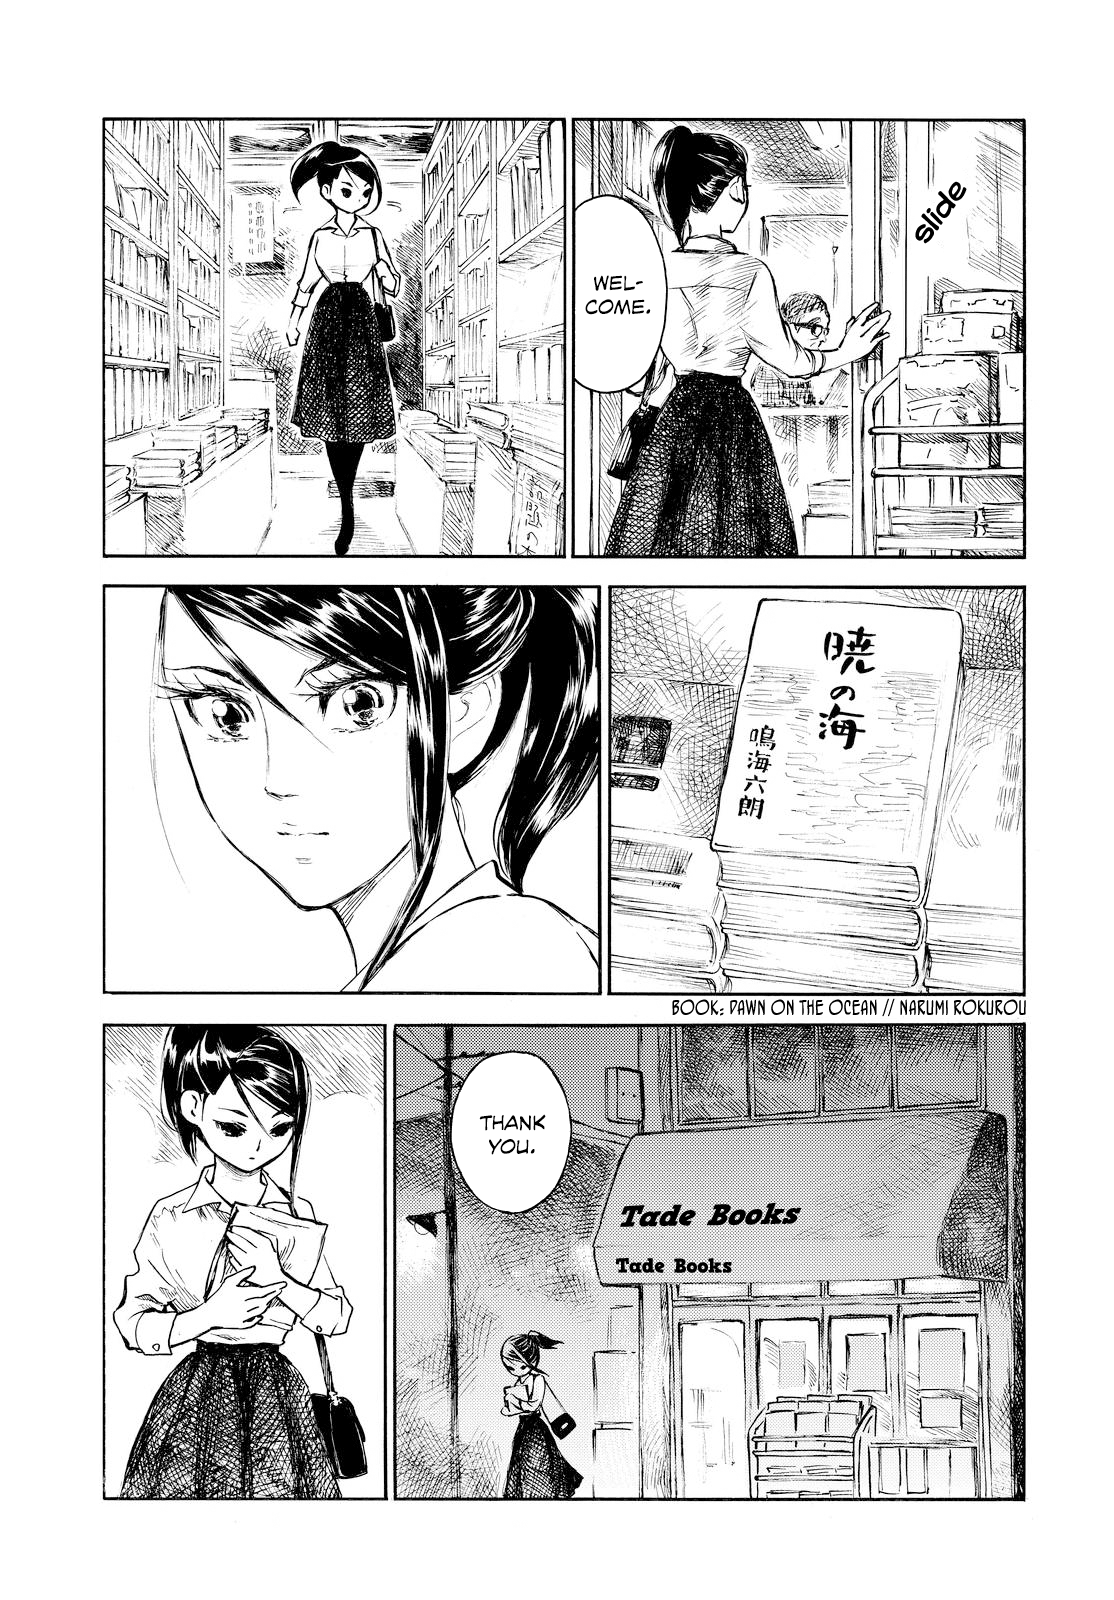 slide
WEL-
COME.
暁の海
鳴海六朗
BOOK: DAWN ON THE OCEAN // NARUMI ROKUROU
THANK
YOU.
Tade Books
Tade Books